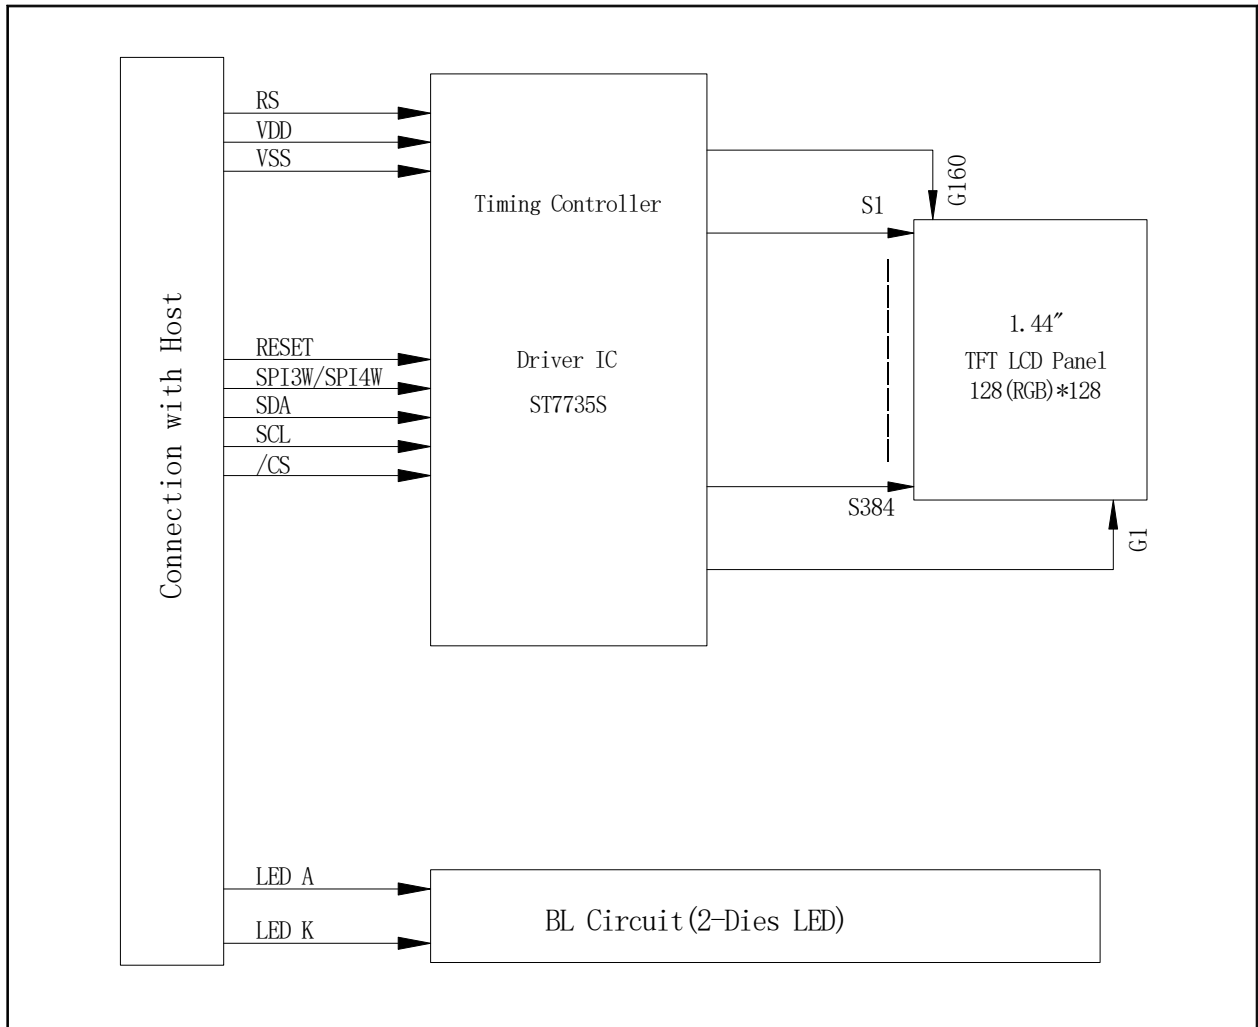 RS
VDD
VSS
Timing Controller
G160
S1
Connection with Host
RESET
SPI3W/SPI4W
SDA
SCL
/CS
Driver IC
ST7735S
1.44″
TFT LCD Panel
128(RGB)*128
S384
G1
LED A
LED K
BL Circuit(2-Dies LED)